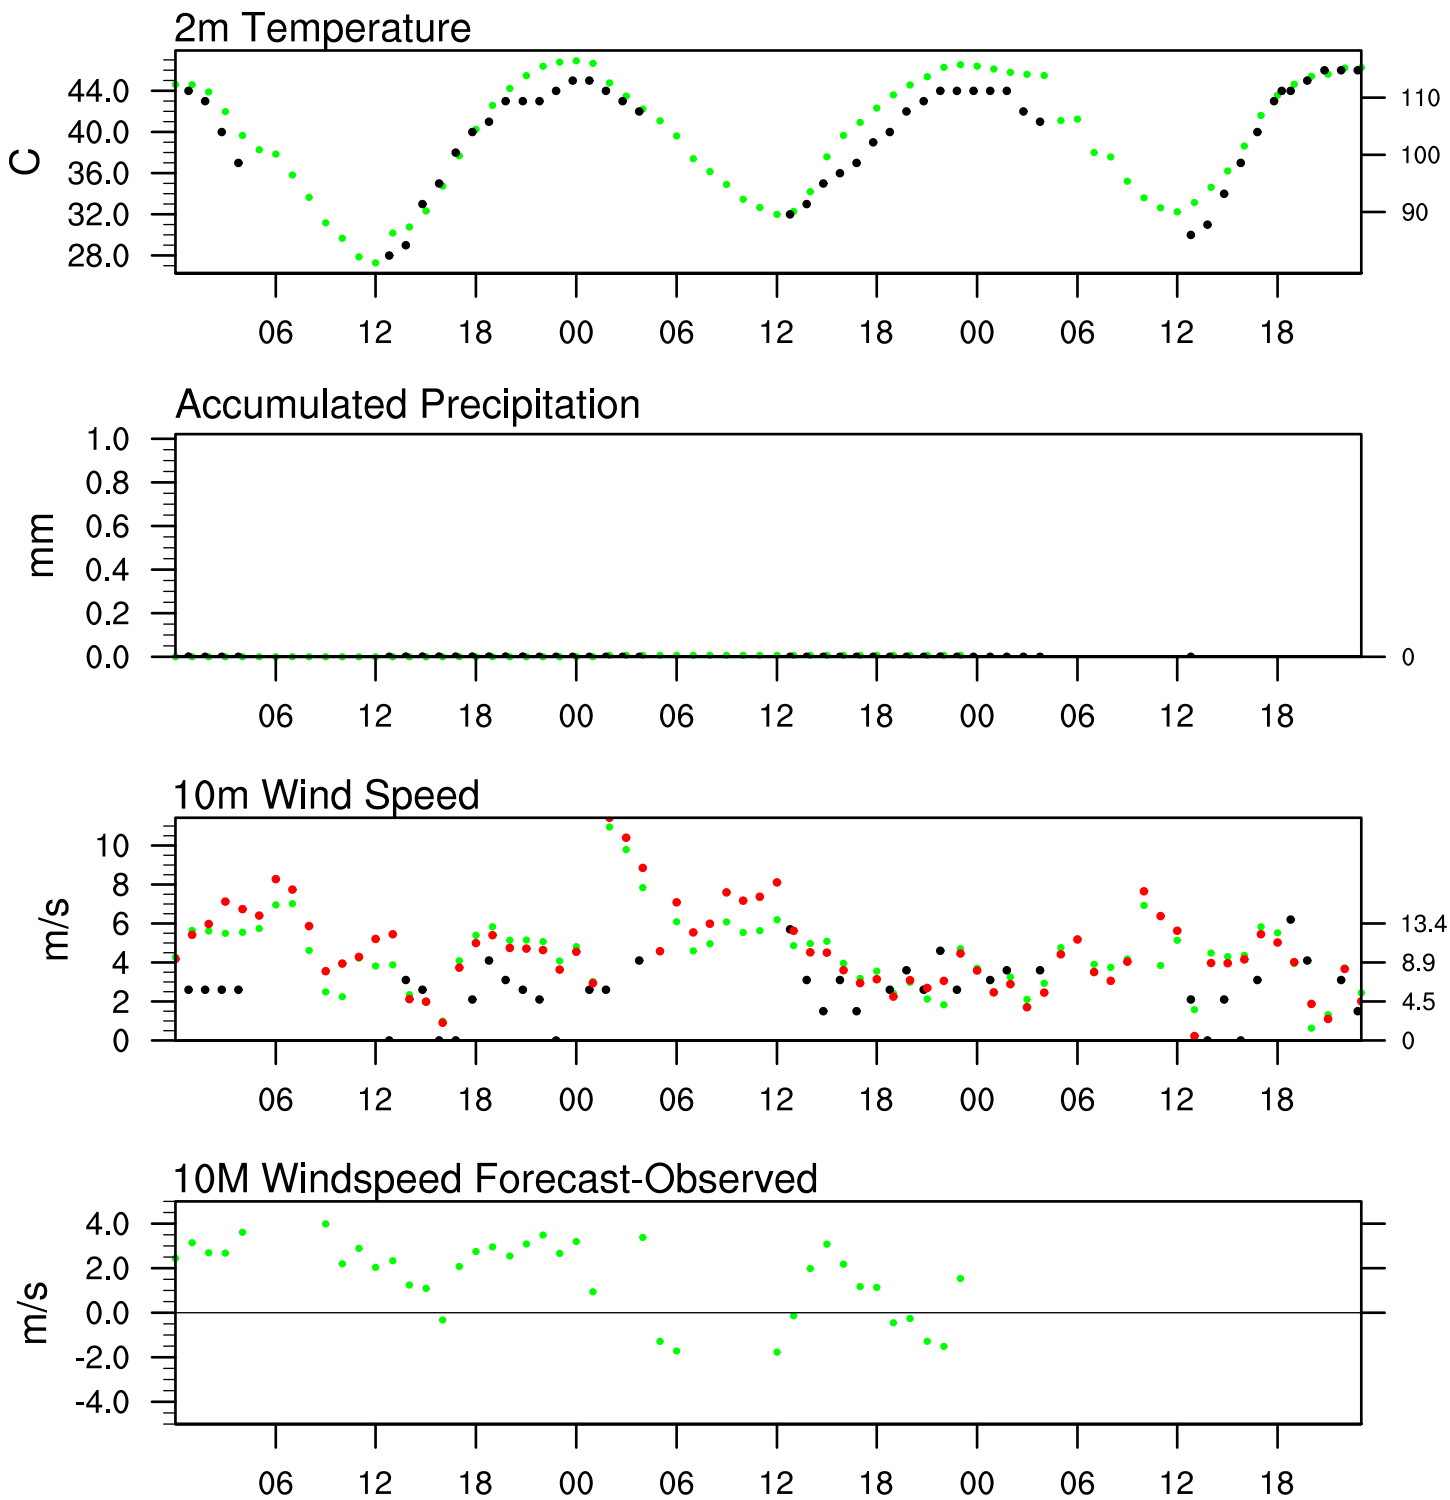 2m Temperature
44.0
40.0
36.0
32.0
28.0
C
110
100
90
06 12 18 00 06 12 18 00 06 12 18
Accumulated Precipitation
1.0
0.8
0.6
0.4
0.2
0.0
mm
0
06 12 18 00 06 12 18 00 06 12 18
10m Wind Speed
10
8
6
4
2
0
m/s
13.4
8.9
4.5
0
06 12 18 00 06 12 18 00 06 12 18
10M Windspeed Forecast-Observed
4.0
2.0
0.0
-2.0
-4.0
m/s
06 12 18 00 06 12 18 00 06 12 18